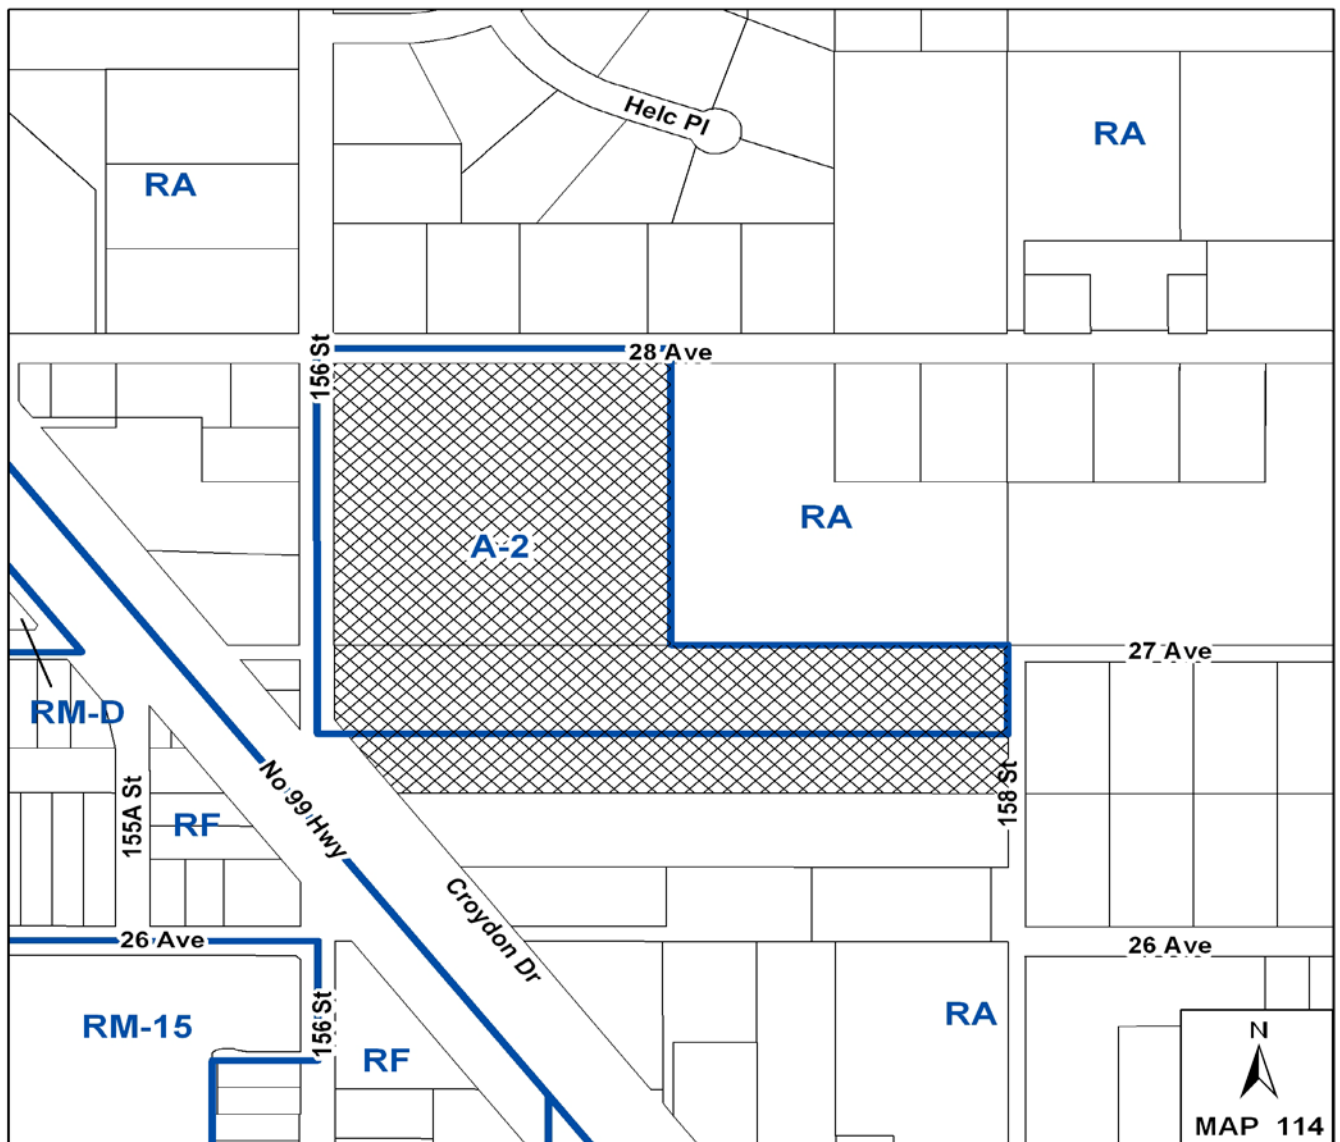 Helc Pl
RA
RA
156 St
28 Ave
RA
A-2
27 Ave
RM-D
No 99 Hwy
155A St
158 St
RF
Croydon Dr
26 Ave
26 Ave
156 St
RM-15
RA
RF
N
MAP 114